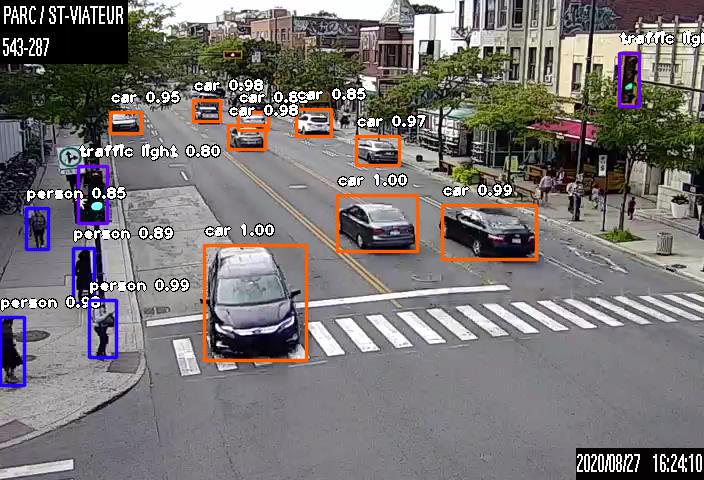 PARC / ST-VIATEUR
543-287
traffic lig
car 0.98
car 0.95
car 0.85
car 0.98
car 0.97
traffic light 0.80
car 1.00
person 0.85
car 0.99
person 0.89
car 1.00
person 0.99
person
2020/08/27 16:24:10